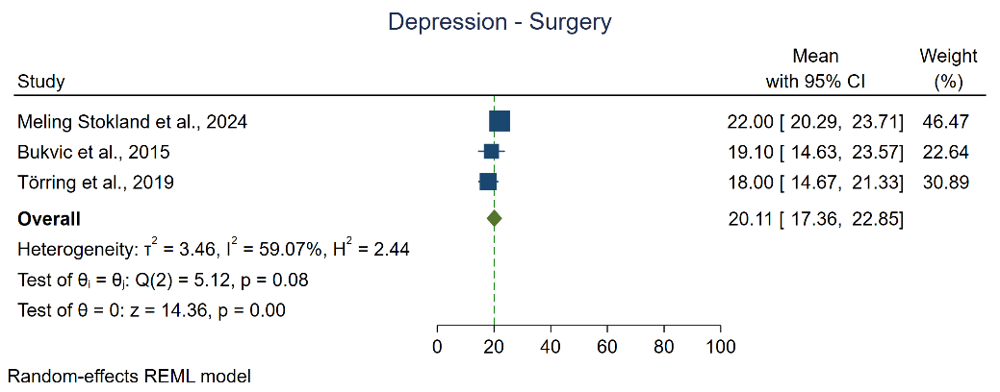 Depression - Surgery
Mean Weight
Study with 95% CI (%)
Meling Stokland et al., 2024 22.00 [ 20.29, 23.71] 46.47
Bukvic et al., 2015 19.10 [ 14.63, 23.57] 22.64
Törring et al., 2019 18.00 [ 14.67, 21.33] 30.89
Overall 20.11 [ 17.36, 22.85]
Heterogeneity: τ² = 3.46, I² = 59.07%, H² = 2.44
Test of θᵢ = θⱼ: Q(2) = 5.12, p = 0.08
Test of θ = 0: z = 14.36, p = 0.00
0 20 40 60 80 100
Random-effects REML model